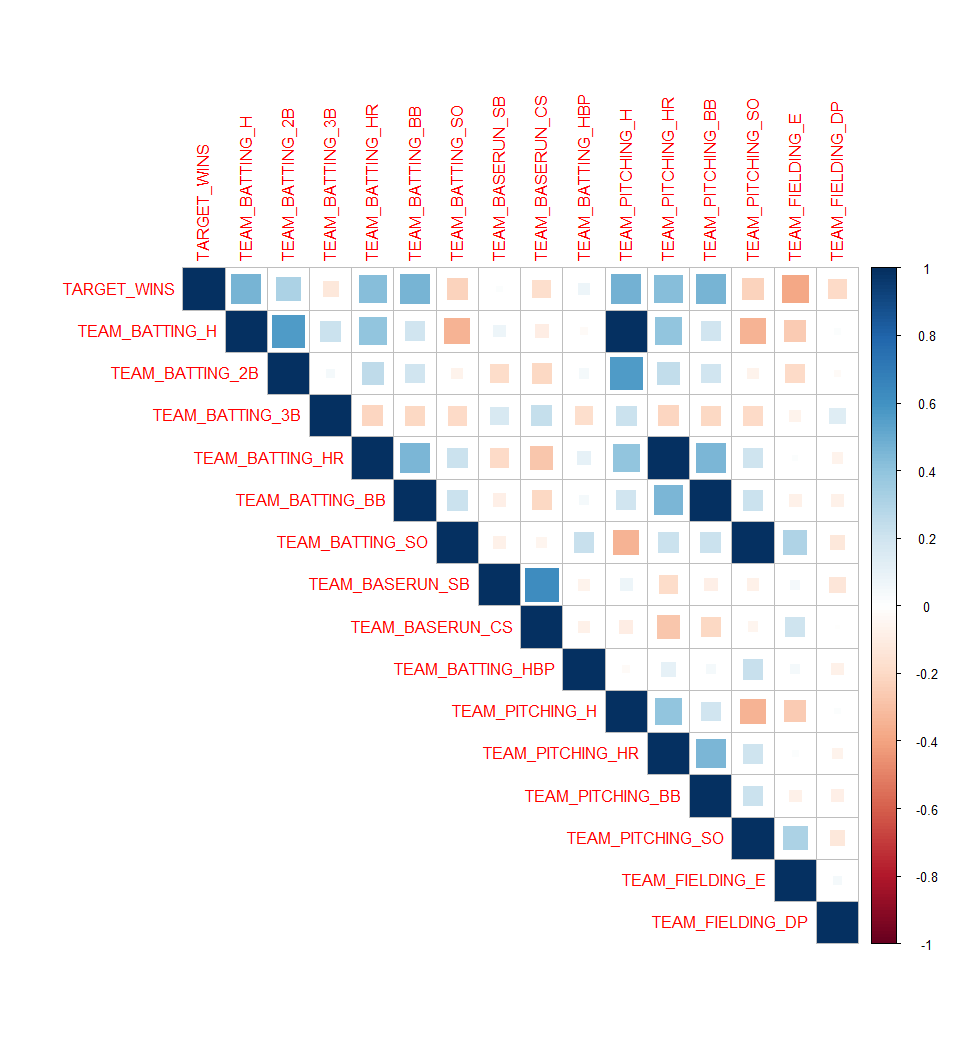 TARGET_WINS
TEAM_BATTING_H
TEAM_BATTING_2B
TEAM_BATTING_3B
TEAM_BATTING_HR
TEAM_BATTING_BB
TEAM_BATTING_SO
TEAM_BASERUN_SB
TEAM_BASERUN_CS
TEAM_BATTING_HBP
TEAM_PITCHING_H
TEAM_PITCHING_HR
TEAM_PITCHING_BB
TEAM_PITCHING_SO
TEAM_FIELDING_E
TEAM_FIELDING_DP
TARGET_WINS
TEAM_BATTING_H
TEAM_BATTING_2B
TEAM_BATTING_3B
TEAM_BATTING_HR
TEAM_BATTING_BB
TEAM_BATTING_SO
TEAM_BASERUN_SB
TEAM_BASERUN_CS
TEAM_BATTING_HBP
TEAM_PITCHING_H
TEAM_PITCHING_HR
TEAM_PITCHING_BB
TEAM_PITCHING_SO
TEAM_FIELDING_E
TEAM_FIELDING_DP
1
0.8
0.6
0.4
0.2
0
-0.2
-0.4
-0.6
-0.8
-1